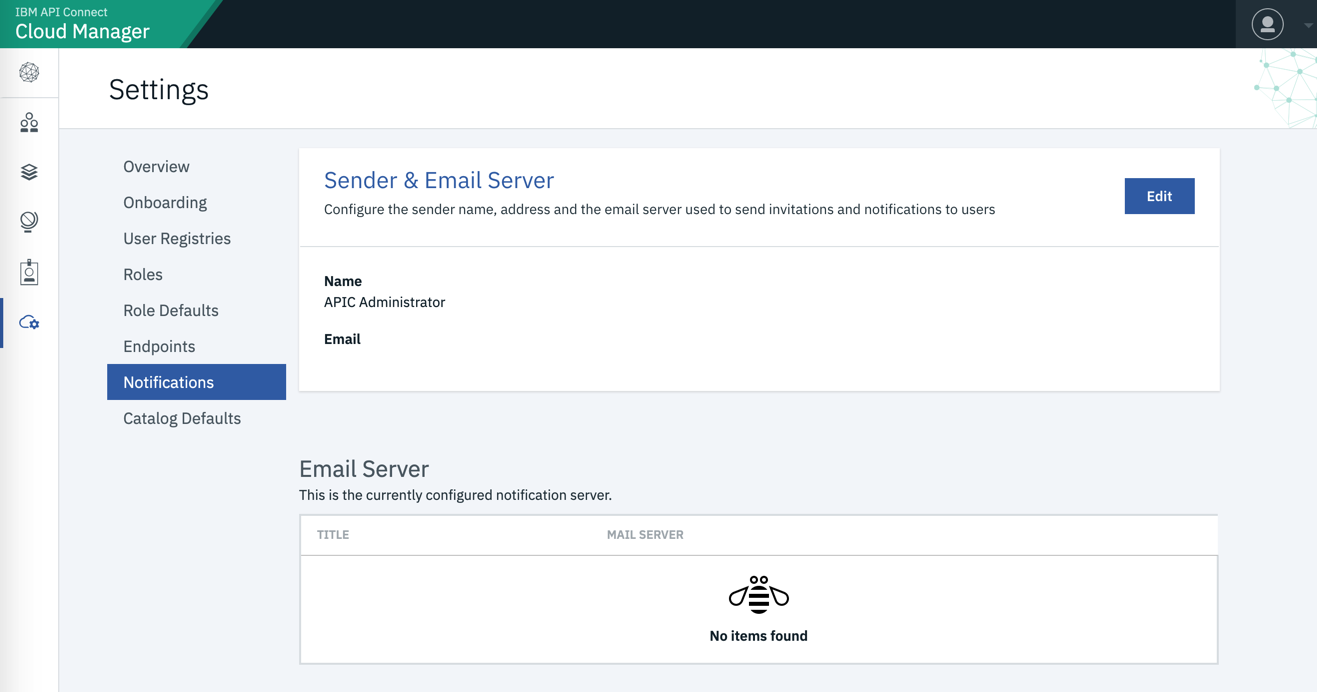 IBM API Connect
Cloud Manager
Settings
Overview
Onboarding
User Registries
Roles
Role Defaults
Endpoints
Notifications
Catalog Defaults
Sender & Email Server
Configure the sender name, address and the email server used to send invitations and notifications to users
Edit
Name
APIC Administrator
Email
Email Server
This is the currently configured notification server.
TITLE MAIL SERVER
No items found